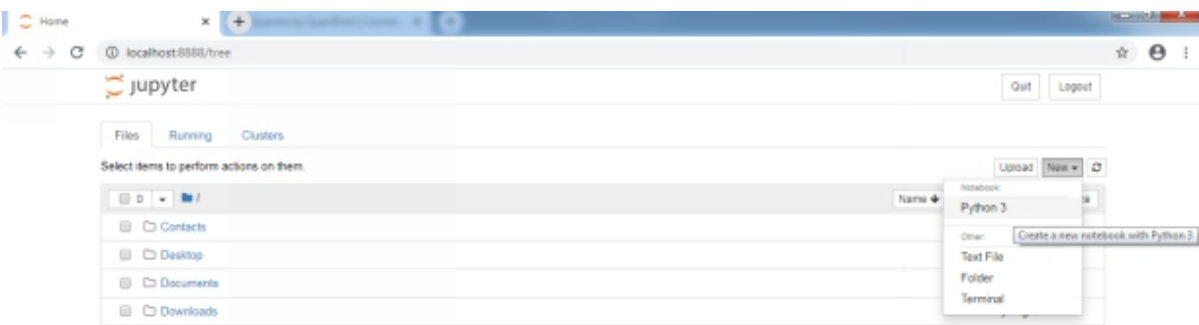 Home
localhost:8888/tree
jupyter
Quit Logout
Files Running Clusters
Select items to perform actions on them.
Upload New
0 / Name
Notebook:
Python 3
Contacts
Other:
Create a new notebook with Python 3
Desktop
Text File
Documents
Folder
Downloads
Terminal